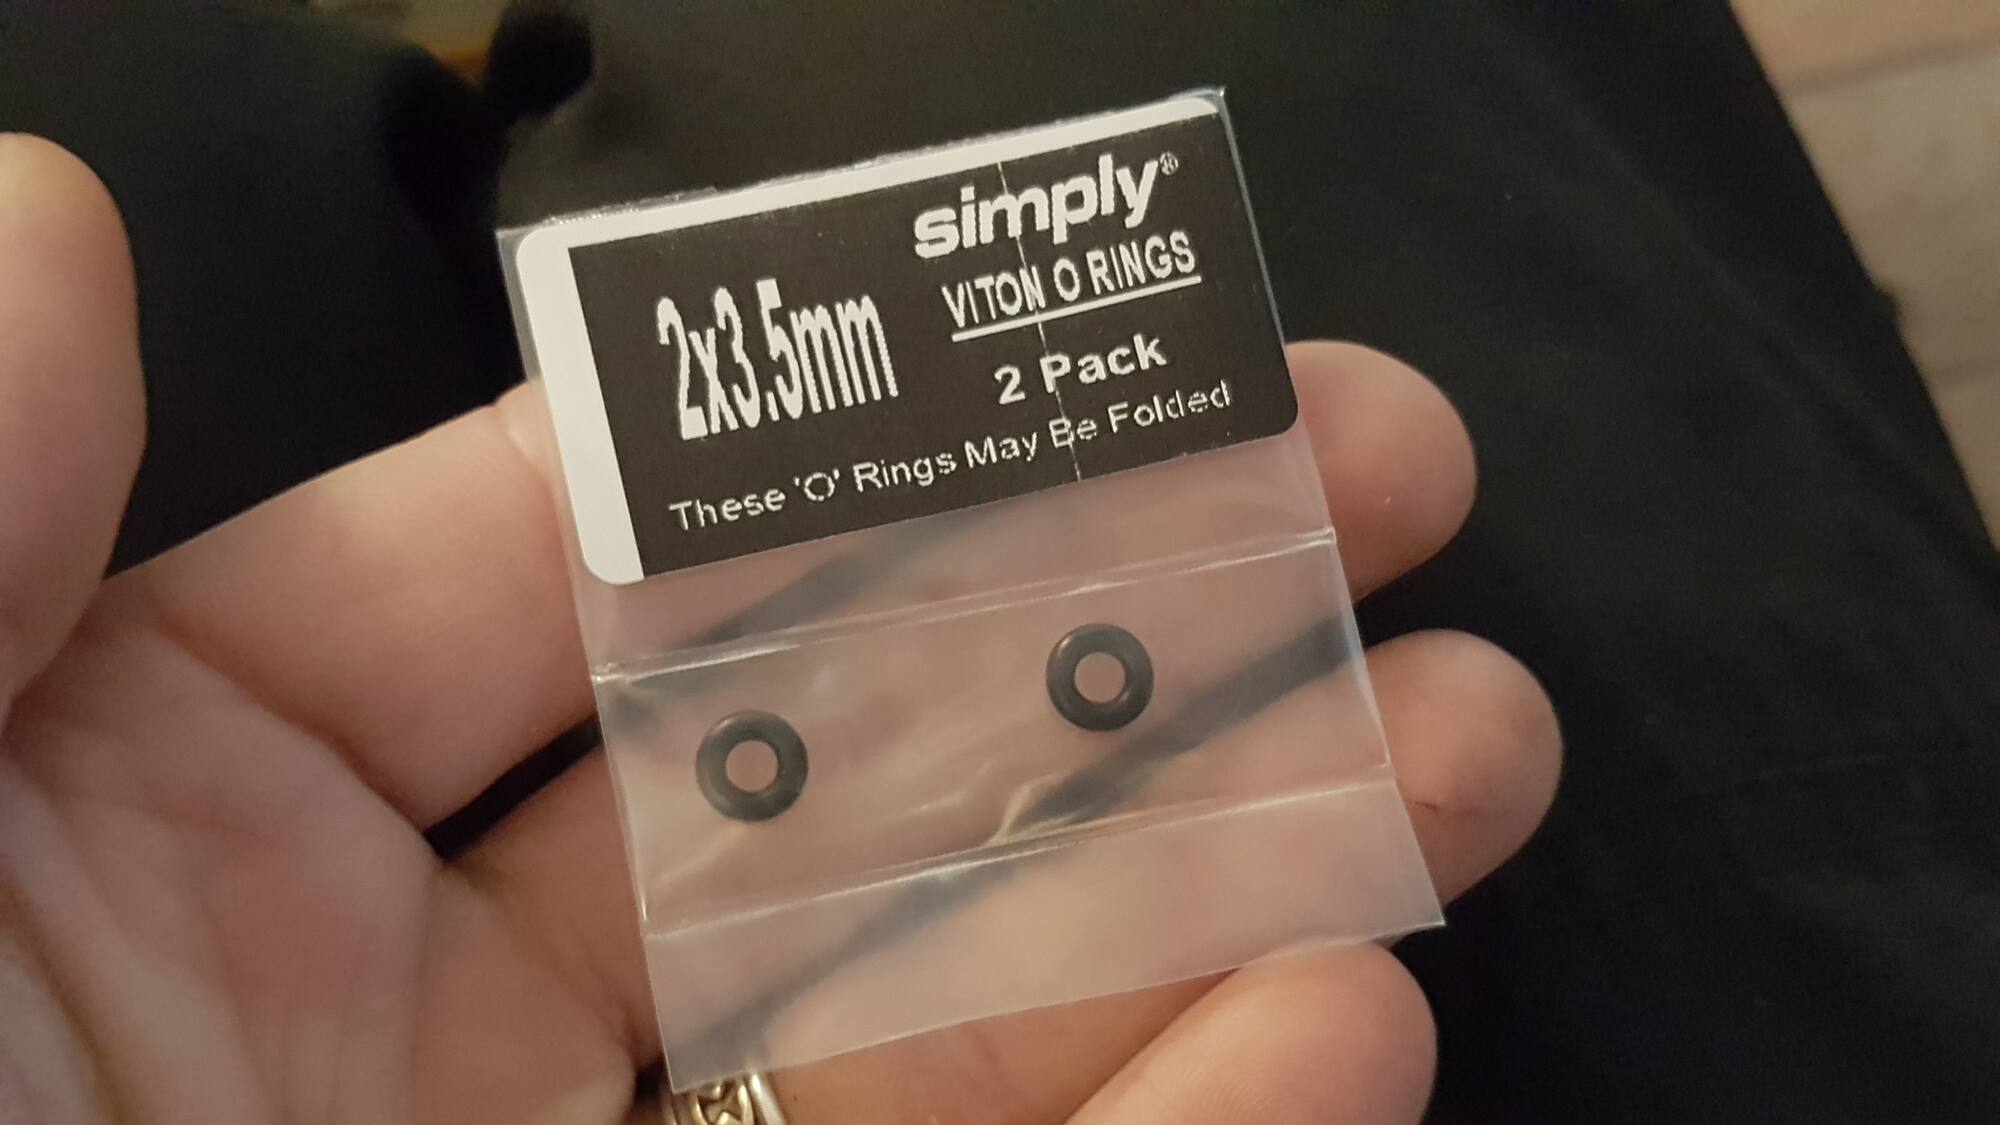 simply®
VITON O RINGS
2x3.5mm
2 Pack
These 'O' Rings May Be Folded